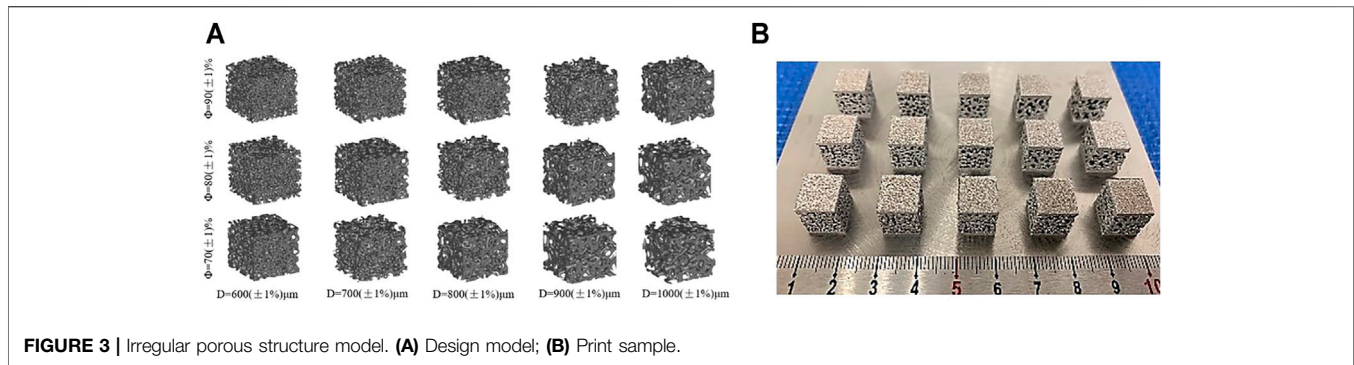 A
B
Φ=90(±1)%
Φ=80(±1)%
Φ=70(±1)%
D=600(±1%)μm D=700(±1%)μm D=800(±1%)μm D=900(±1%)μm D=1000(±1%)μm
1 2 3 4 5 6 7 8 9 10
FIGURE 3 | Irregular porous structure model. (A) Design model; (B) Print sample.